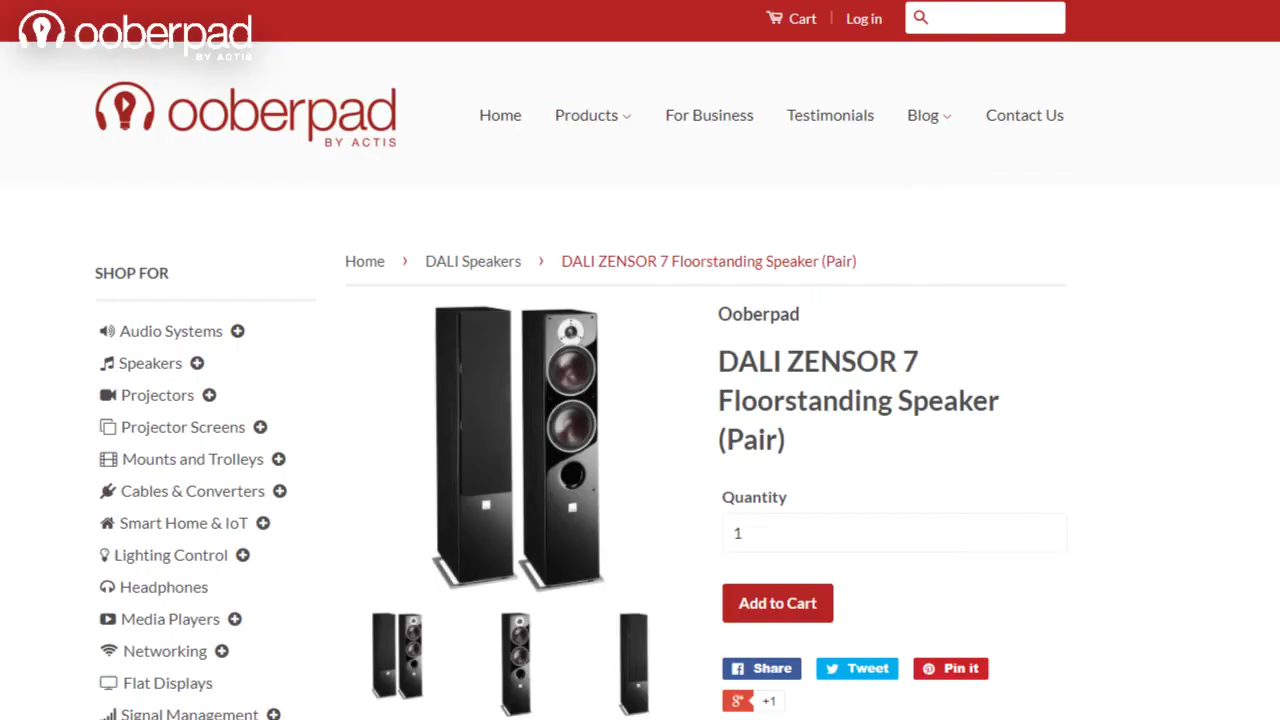 ooberpad
BY ACTIS
Cart
Log in
ooberpad
BY ACTIS
Home
Products
For Business
Testimonials
Blog
Contact Us
SHOP FOR
Audio Systems
Speakers
Projectors
Projector Screens
Mounts and Trolleys
Cables & Converters
Smart Home & IoT
Lighting Control
Headphones
Media Players
Networking
Flat Displays
Signal Management
Home › DALI Speakers › DALI ZENSOR 7 Floorstanding Speaker (Pair)
Ooberpad
DALI ZENSOR 7
Floorstanding Speaker
(Pair)
Quantity
1
Add to Cart
Share
Tweet
Pin it
g+ +1